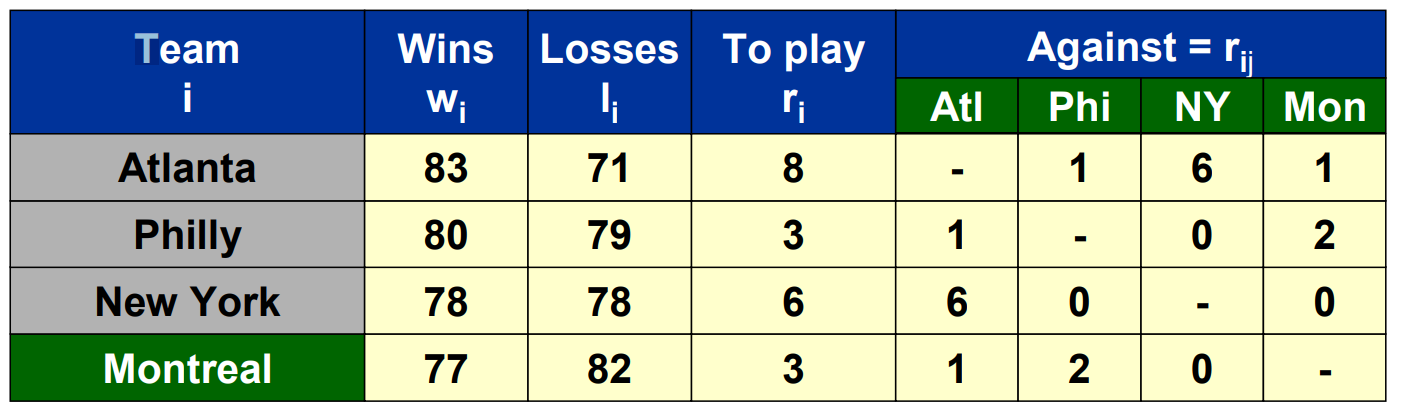 Team i Wins wi Losses li To play ri Against = rij
Atl Phi NY Mon
Atlanta 83 71 8 - 1 6 1
Philly 80 79 3 1 - 0 2
New York 78 78 6 6 0 - 0
Montreal 77 82 3 1 2 0 -